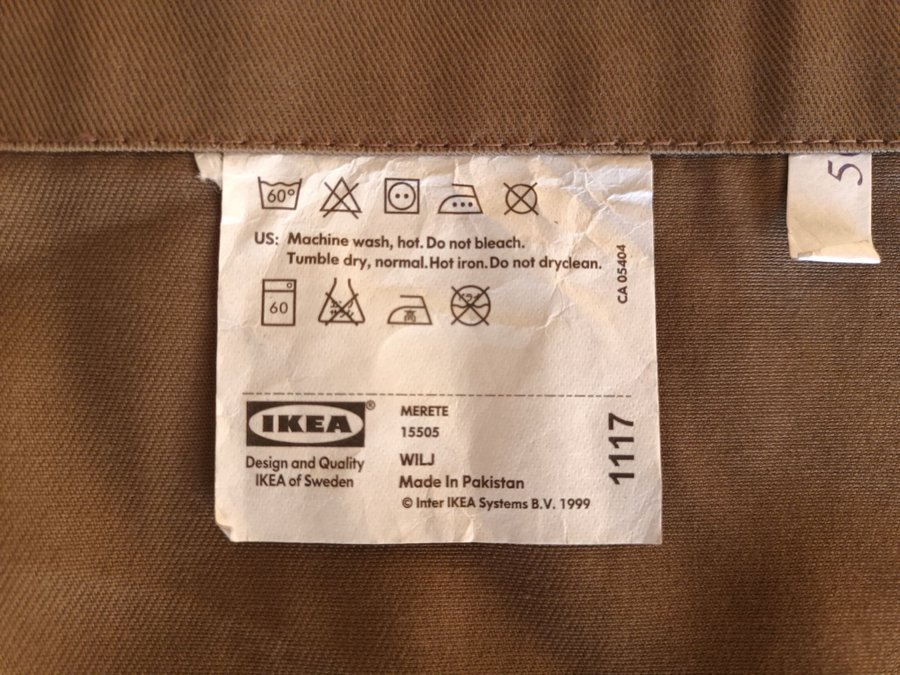 60°
US: Machine wash, hot. Do not bleach.
Tumble dry, normal. Hot iron. Do not dryclean.
CA 05404
60
高
IKEA®
Design and Quality
IKEA of Sweden
MERETE
15505
WILJ
Made In Pakistan
© Inter IKEA Systems B.V. 1999
1117